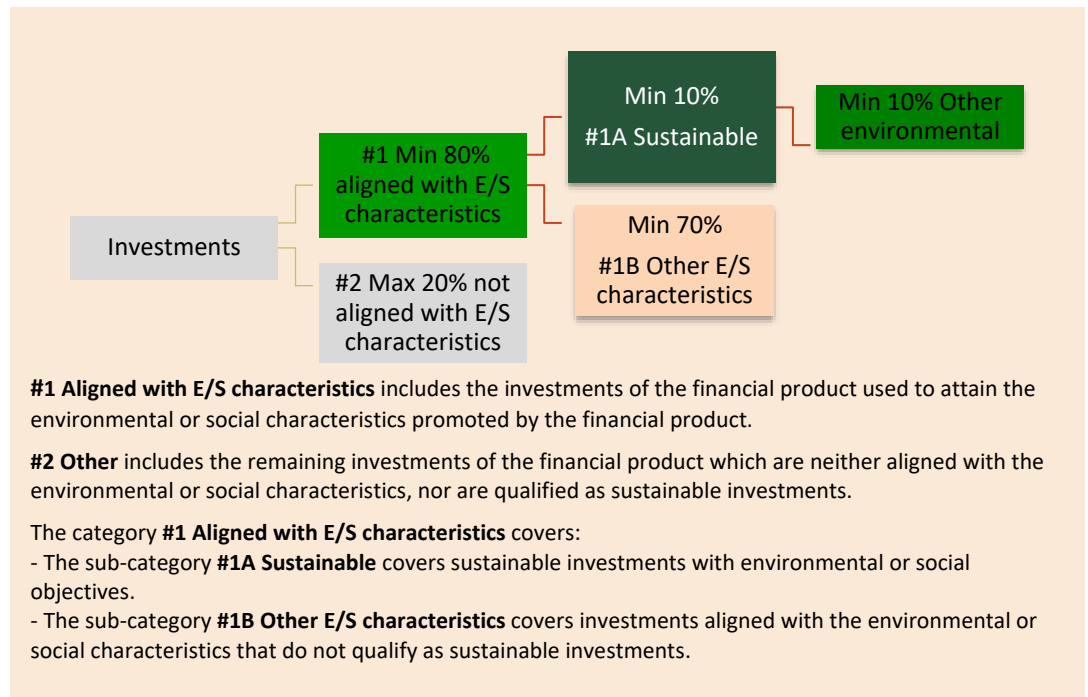 Investments
#1 Min 80%
aligned with E/S
characteristics
#2 Max 20% not
aligned with E/S
characteristics
Min 10%
#1A Sustainable
Min 70%
#1B Other E/S
characteristics
Min 10% Other
environmental
#1 Aligned with E/S characteristics includes the investments of the financial product used to attain the
environmental or social characteristics promoted by the financial product.
#2 Other includes the remaining investments of the financial product which are neither aligned with the
environmental or social characteristics, nor are qualified as sustainable investments.
The category #1 Aligned with E/S characteristics covers:
- The sub-category #1A Sustainable covers sustainable investments with environmental or social
objectives.
- The sub-category #1B Other E/S characteristics covers investments aligned with the environmental or
social characteristics that do not qualify as sustainable investments.